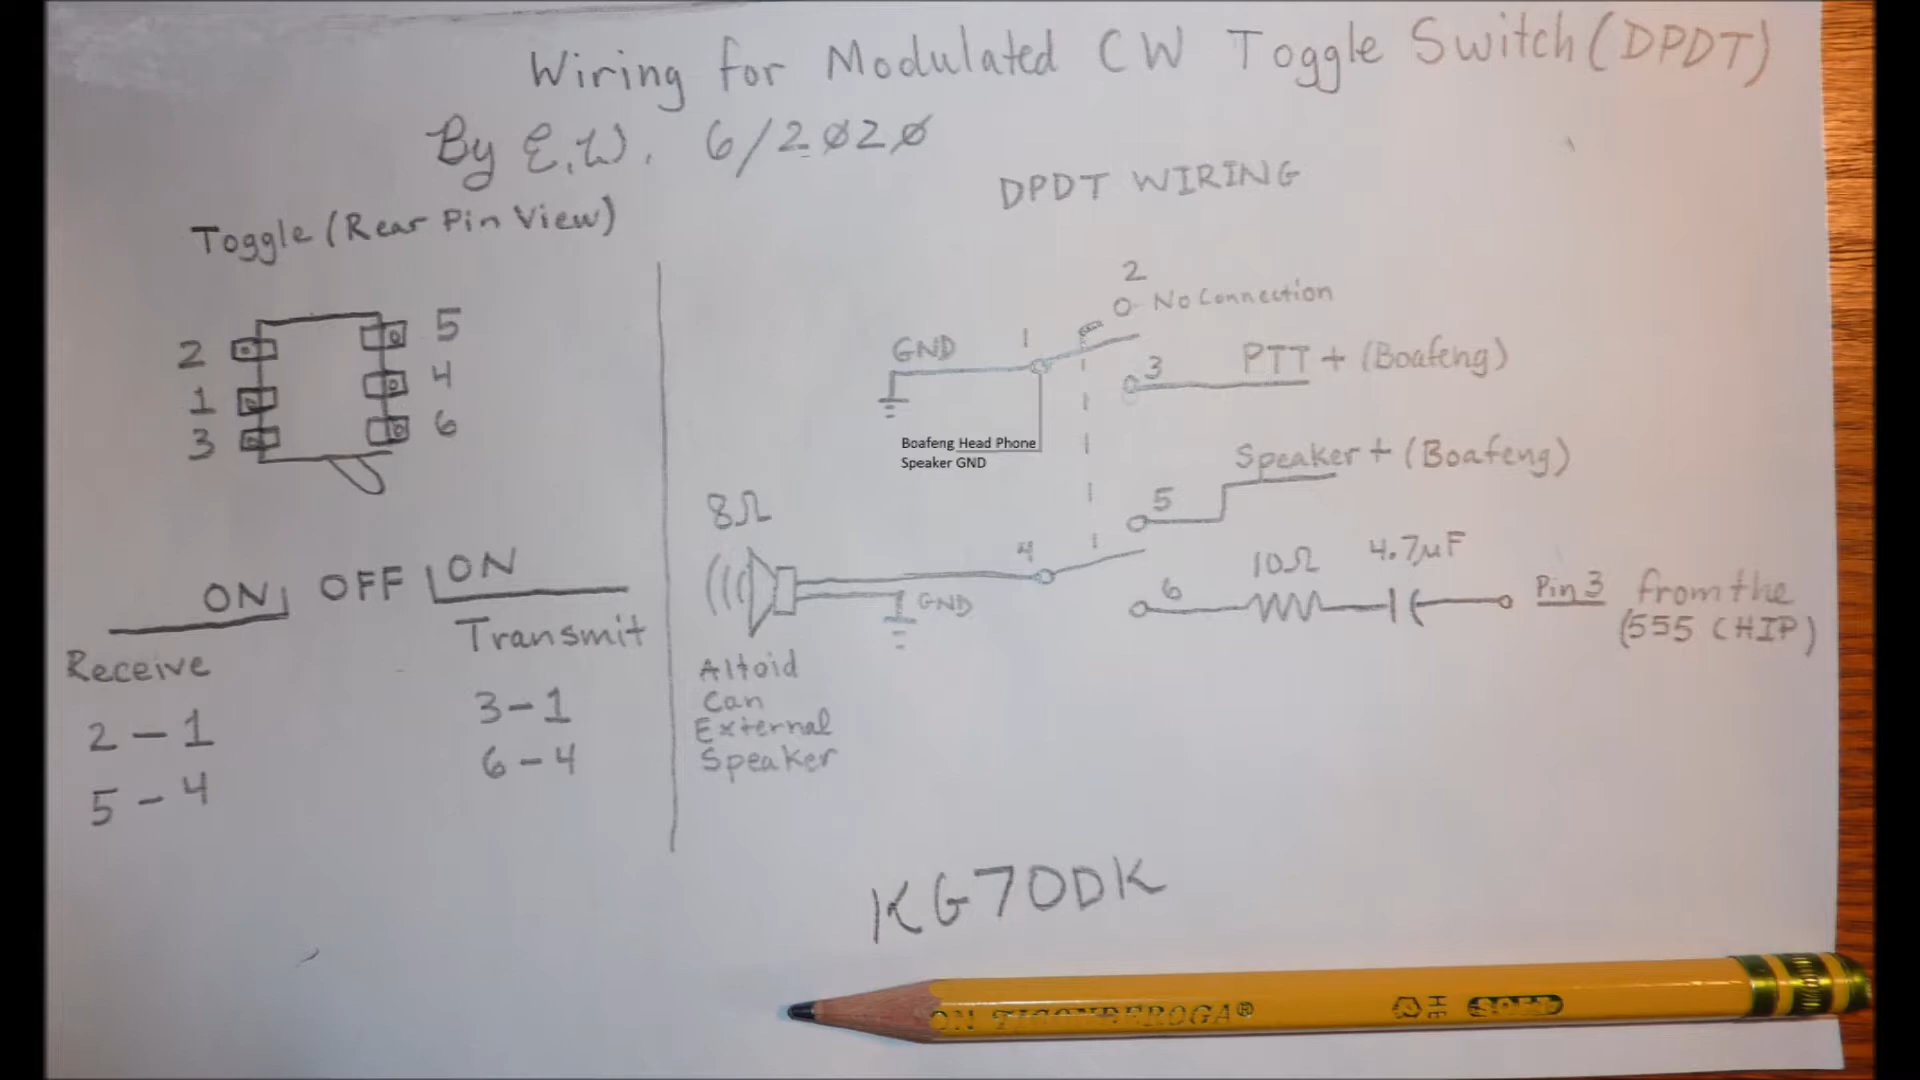 Wiring for Modulated CW Toggle Switch (DPDT)
By E.W. 6/2020
Toggle (Rear Pin View)
2
5
1
4
3
6
ON OFF ON
Receive
Transmit
2 - 1
3 - 1
5 - 4
6 - 4
DPDT WIRING
2
No Connection
GND
1
3
PTT + (Boafeng)
Boafeng Head Phone
Speaker GND
Speaker + (Boafeng)
5
8Ω
4
GND
6
10Ω
4.7µF
Pin 3 from the
(555 CHIP)
Altoid
Can
External
Speaker
KG7ODK
TICONDEROGA®
HB
SOFT